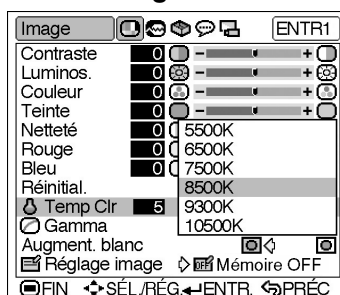 Image ENTR1
Contraste 0 - +
Luminos. 0 - +
Couleur 0 - +
Teinte 0 - +
Netteté 0 5500K
Rouge 0 6500K
Bleu 0 7500K
Réinitial. 8500K
Temp Clr 5 9300K
Gamma 10500K
Augment. blanc
Réglage image OFF Mémoire OFF
FIN SÉL./RÉG. ENTR. PRÉC